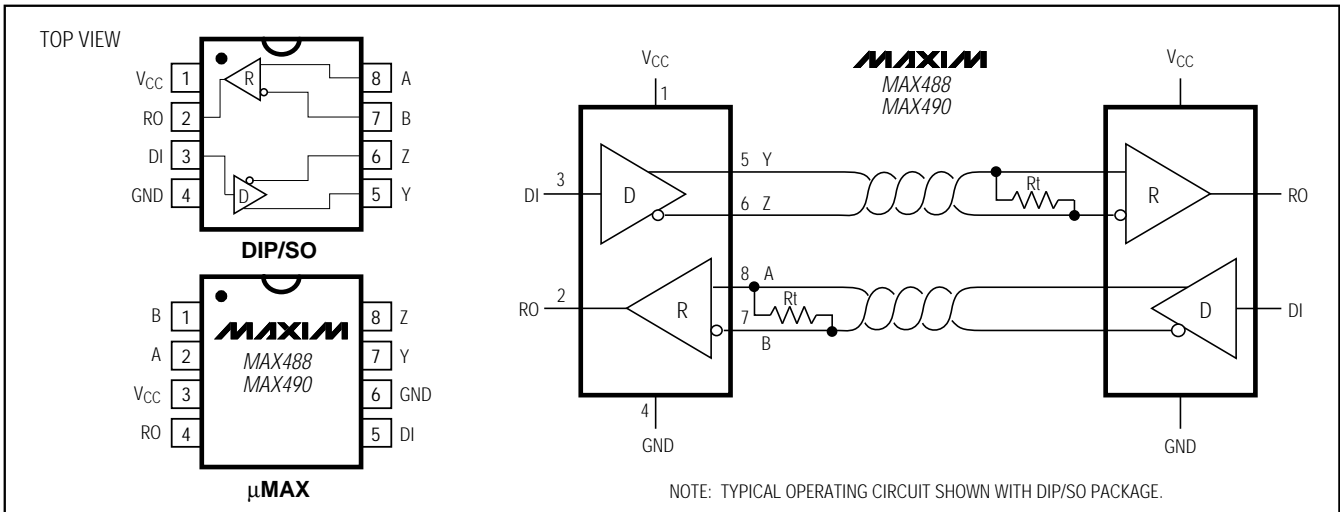 TOP VIEW
VCC 1
RO 2
DI 3
GND 4
8 A
7 B
6 Z
5 Y
R
D
DIP/SO
B 1
A 2
VCC 3
RO 4
8 Z
7 Y
6 GND
5 DI
MAXIM
MAX488
MAX490
µMAX
MAXIM
MAX488
MAX490
VCC
1
DI 3
D
5 Y
6 Z
Rt
RO 2
R
8 A
7
B
Rt
4
GND
VCC
R
RO
D
DI
GND
NOTE: TYPICAL OPERATING CIRCUIT SHOWN WITH DIP/SO PACKAGE.